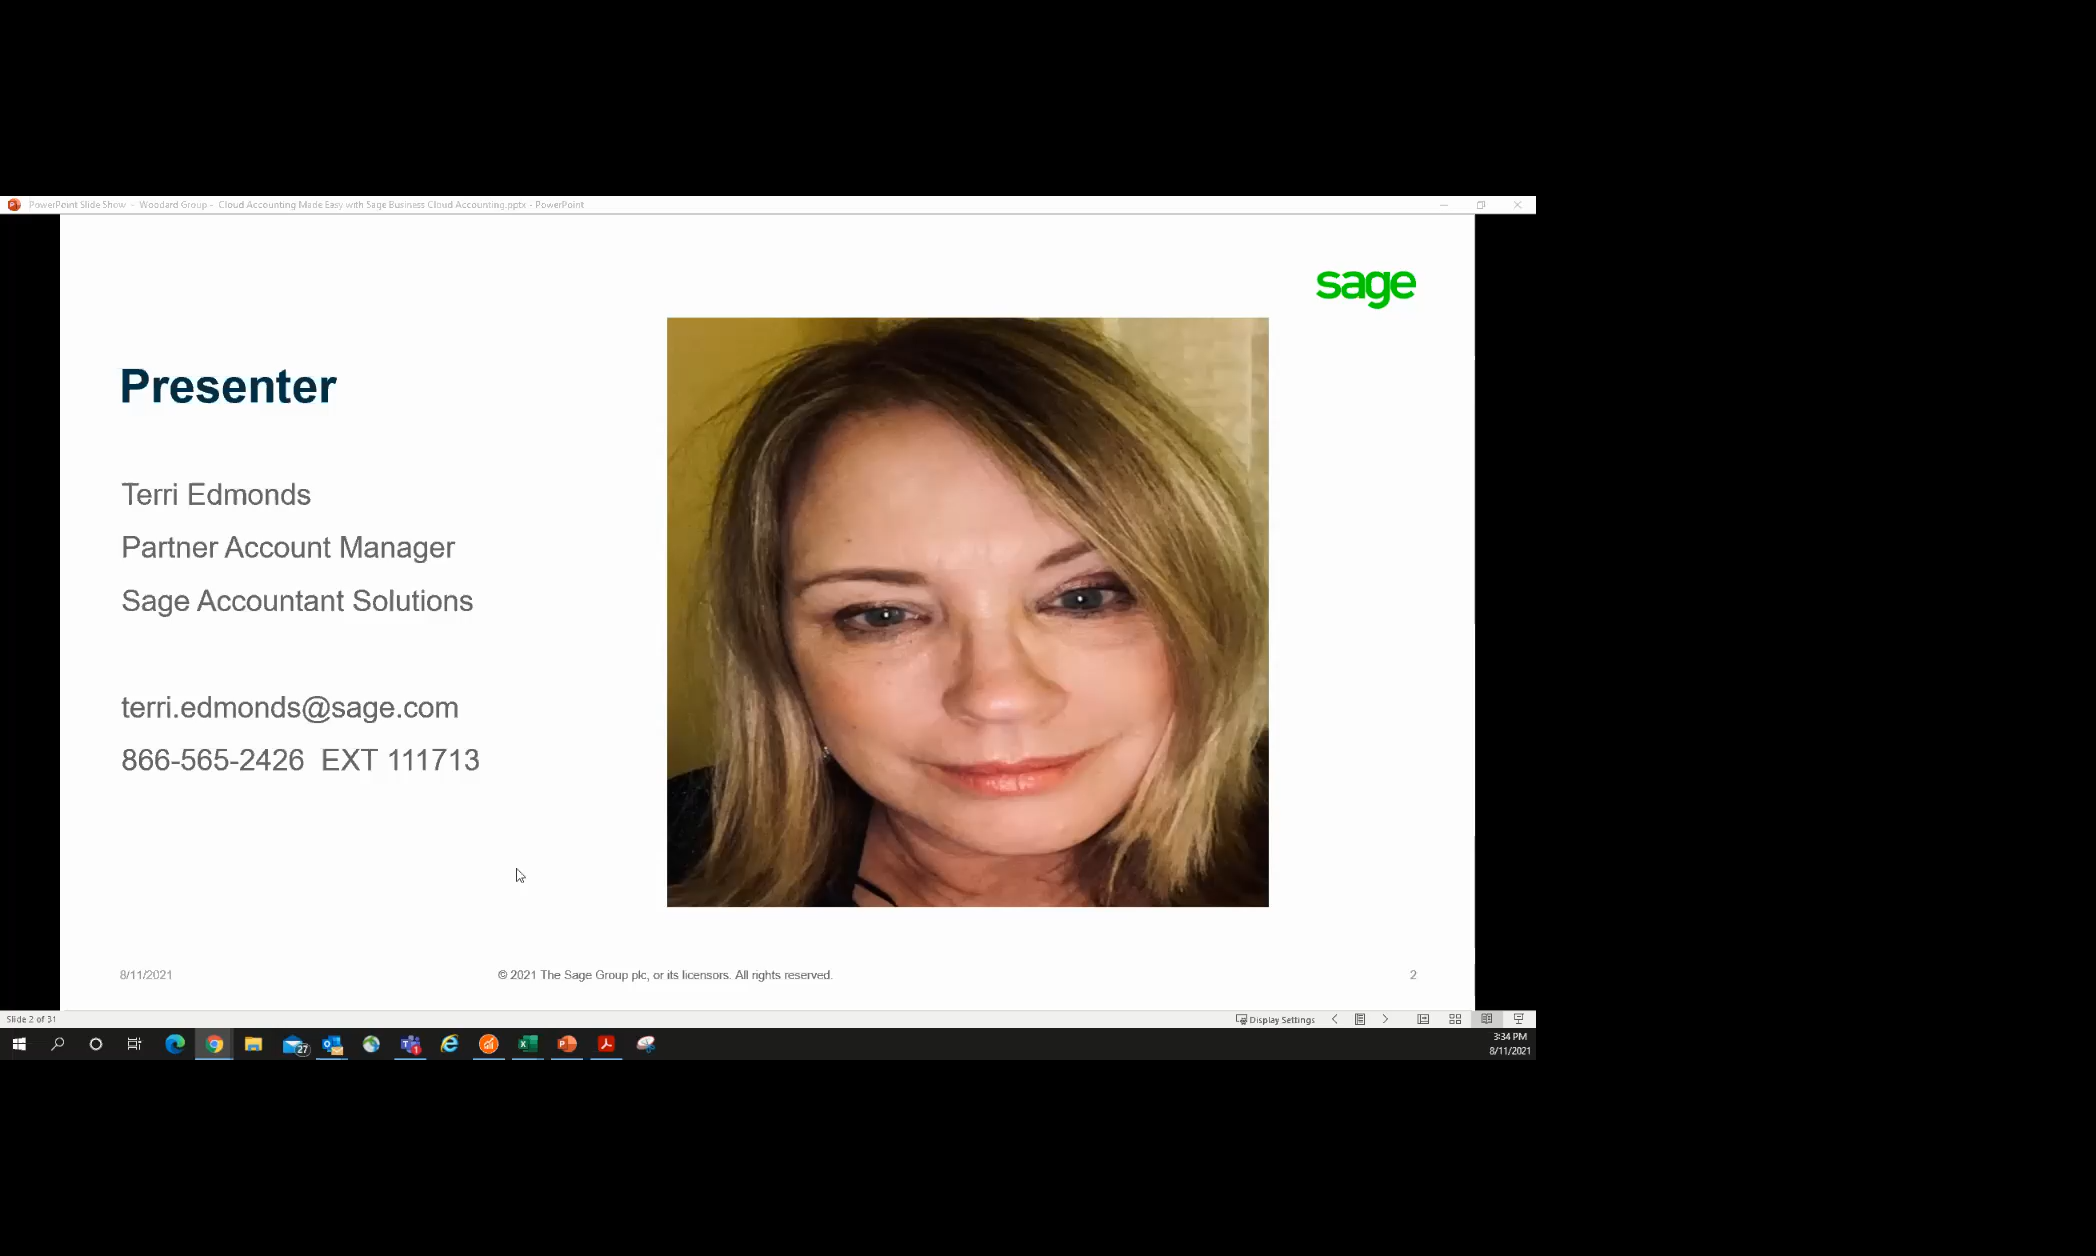 PowerPoint Slide Show - Woodard Group - Cloud Accounting Made Easy with Sage Business Cloud Accounting.pptx - PowerPoint
sage
Presenter
Terri Edmonds
Partner Account Manager
Sage Accountant Solutions
terri.edmonds@sage.com
866-565-2426 EXT 111713
8/11/2021
© 2021 The Sage Group plc, or its licensors. All rights reserved.
2
Slide 2 of 31
Display Settings
27
1
3:34 PM
8/11/2021